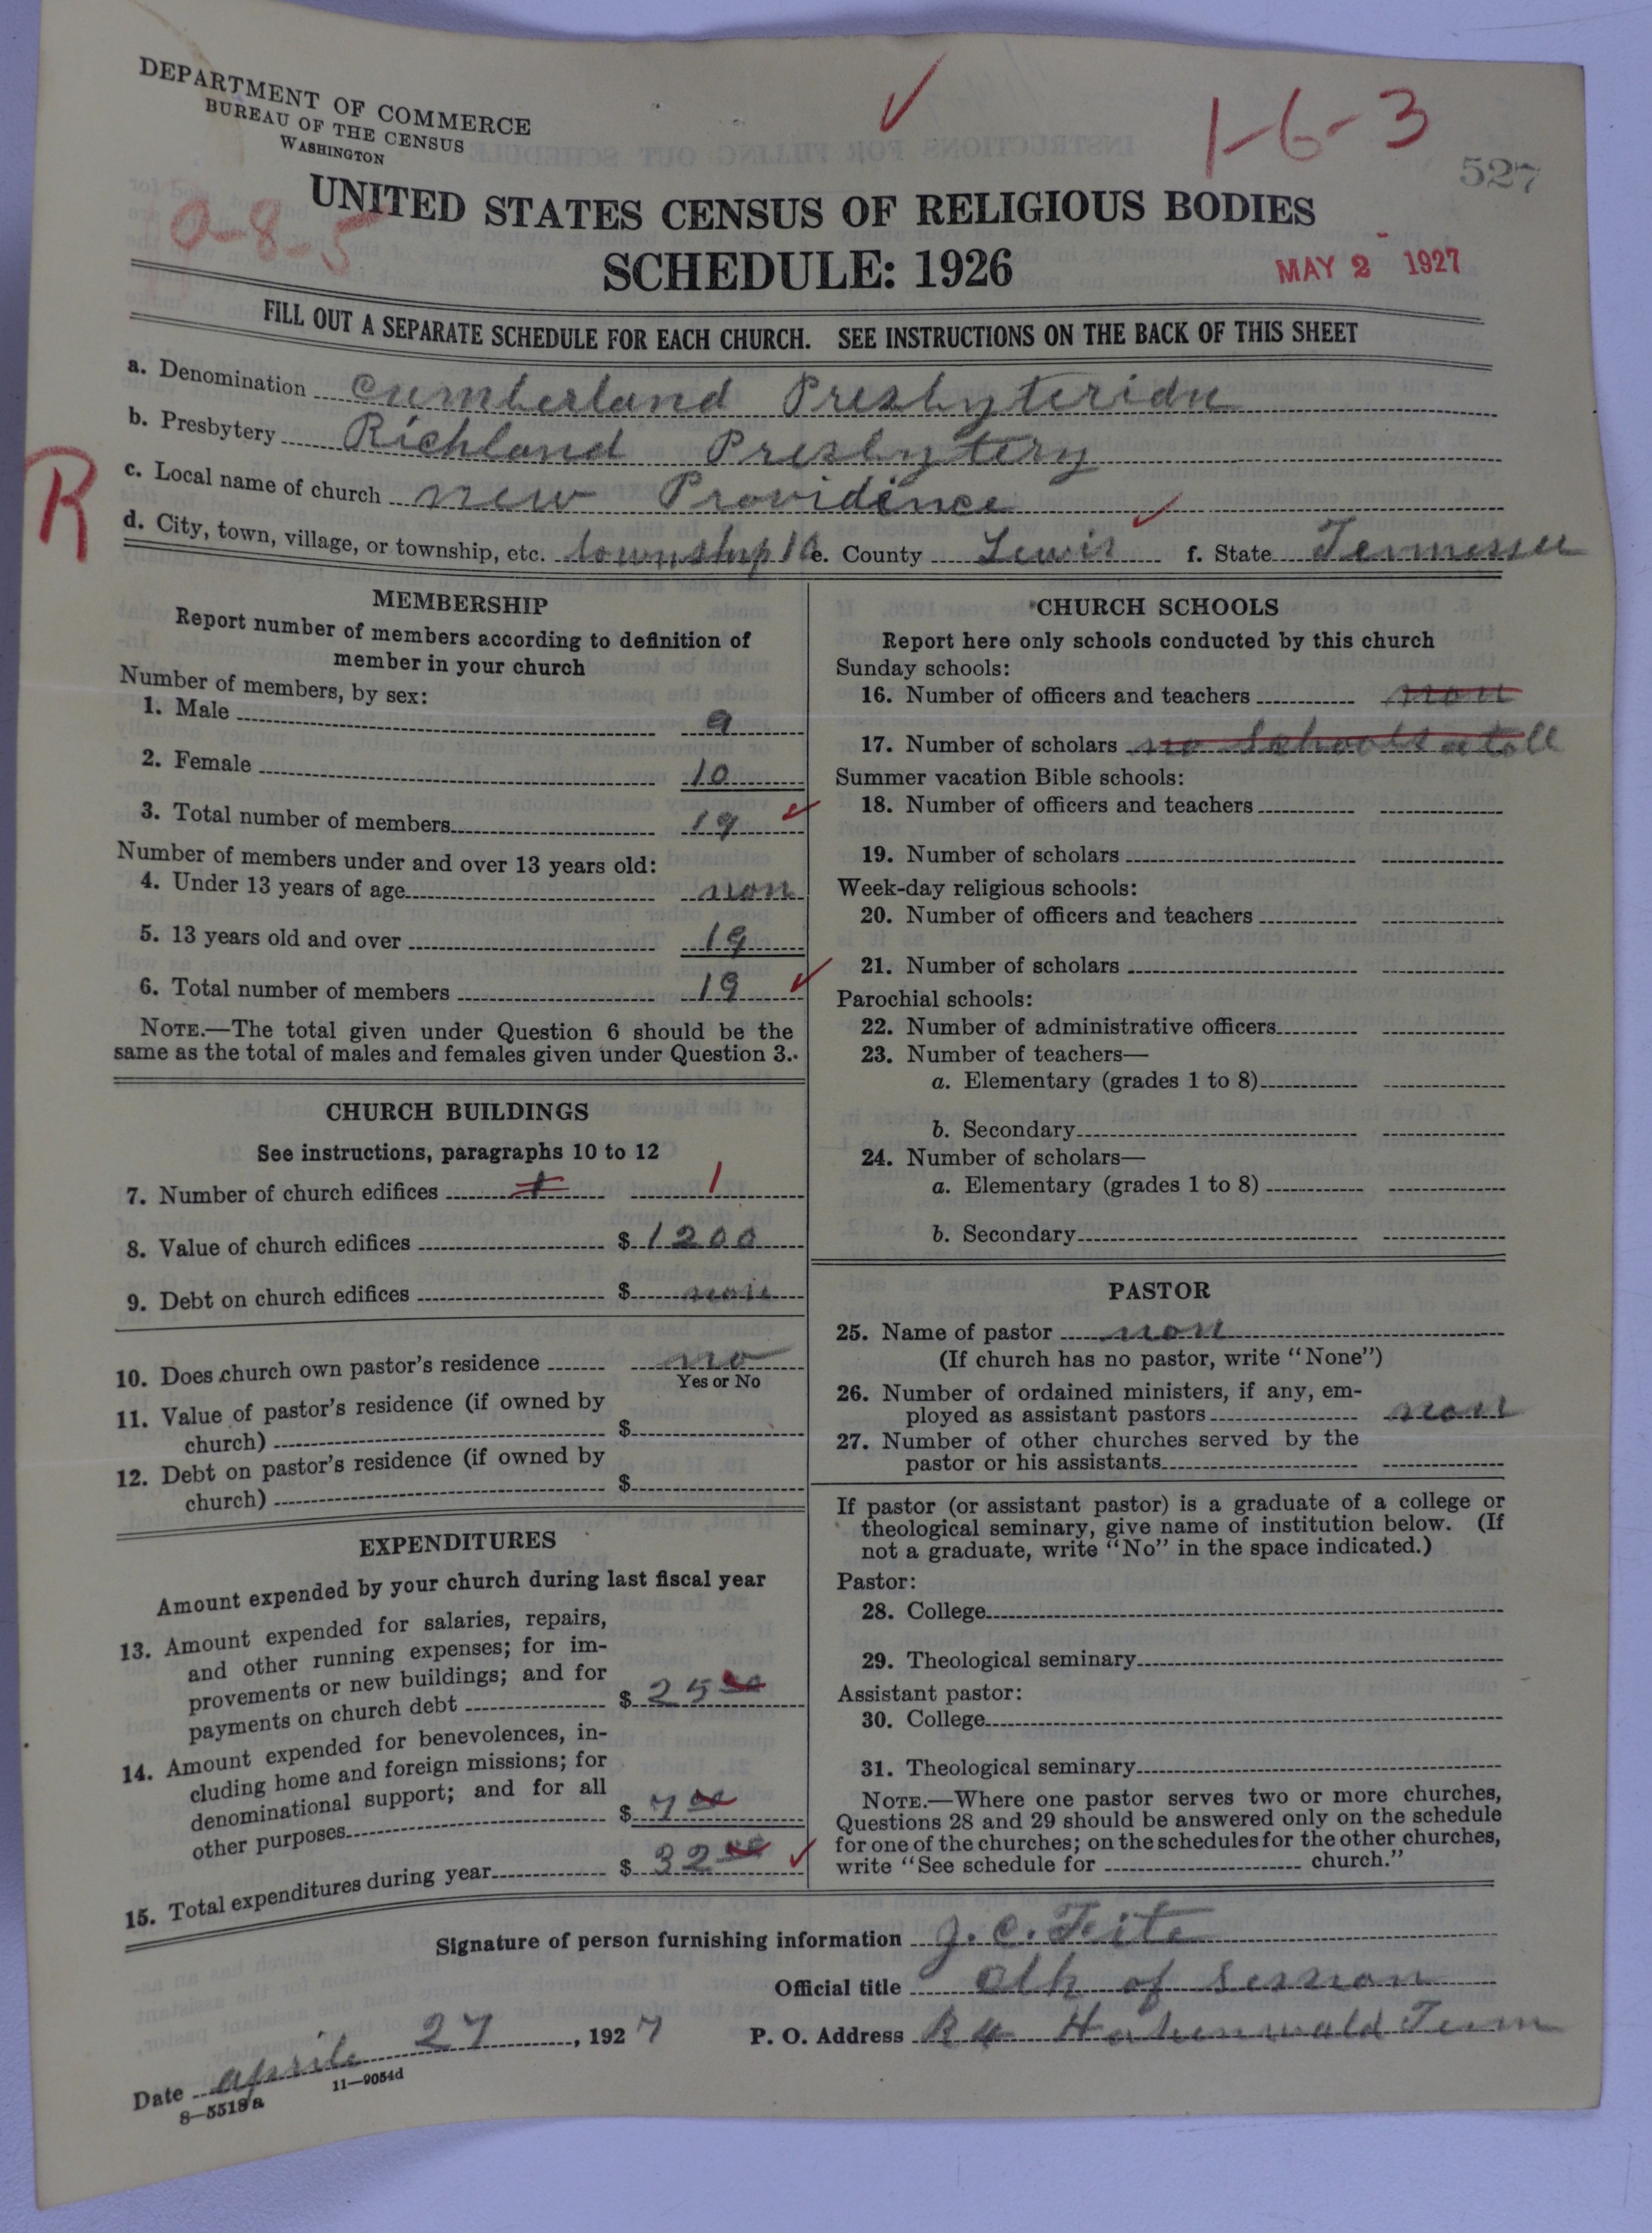 DEPARTMENT OF COMMERCE
BUREAU OF THE CENSUS
WASHINGTON
1-6-3
527
0-8-5
UNITED STATES CENSUS OF RELIGIOUS BODIES
SCHEDULE: 1926
MAY 2 1927
FILL OUT A SEPARATE SCHEDULE FOR EACH CHURCH. SEE INSTRUCTIONS ON THE BACK OF THIS SHEET
a. Denomination Cumberland Presbyterian
b. Presbytery Richland Presbytery
R
c. Local name of church new Providence
d. City, town, village, or township, etc. township 10 e. County Lewis f. State Tennessee
MEMBERSHIP
Report number of members according to definition of
member in your church
Number of members, by sex:
1. Male 9
2. Female 10
3. Total number of members 19
Number of members under and over 13 years old:
4. Under 13 years of age non
5. 13 years old and over 19
6. Total number of members 19
NOTE.—The total given under Question 6 should be the
same as the total of males and females given under Question 3.
CHURCH BUILDINGS
See instructions, paragraphs 10 to 12
7. Number of church edifices 1 1
8. Value of church edifices $ 1200
9. Debt on church edifices $ non
10. Does church own pastor's residence no
Yes or No
11. Value of pastor's residence (if owned by
church) $
12. Debt on pastor's residence (if owned by
church) $
EXPENDITURES
Amount expended by your church during last fiscal year
13. Amount expended for salaries, repairs,
and other running expenses; for im-
provements or new buildings; and for
payments on church debt $ 25 00
14. Amount expended for benevolences, in-
cluding home and foreign missions; for
denominational support; and for all
other purposes $ 7 00
15. Total expenditures during year $ 32 00
CHURCH SCHOOLS
Report here only schools conducted by this church
Sunday schools:
16. Number of officers and teachers non
17. Number of scholars no schools at all
Summer vacation Bible schools:
18. Number of officers and teachers
19. Number of scholars
Week-day religious schools:
20. Number of officers and teachers
21. Number of scholars
Parochial schools:
22. Number of administrative officers
23. Number of teachers—
a. Elementary (grades 1 to 8)
b. Secondary
24. Number of scholars—
a. Elementary (grades 1 to 8)
b. Secondary
PASTOR
25. Name of pastor non
(If church has no pastor, write "None")
26. Number of ordained ministers, if any, em-
ployed as assistant pastors non
27. Number of other churches served by the
pastor or his assistants
If pastor (or assistant pastor) is a graduate of a college or
theological seminary, give name of institution below. (If
not a graduate, write "No" in the space indicated.)
Pastor:
28. College
29. Theological seminary
Assistant pastor:
30. College
31. Theological seminary
NOTE.—Where one pastor serves two or more churches,
Questions 28 and 29 should be answered only on the schedule
for one of the churches; on the schedules for the other churches,
write "See schedule for church."
Signature of person furnishing information J. C. Teite
Official title Clk of Session
Date aprile 27, 1927 P. O. Address R 4 Hohenwald Tenn
8—5518a 11—9054d